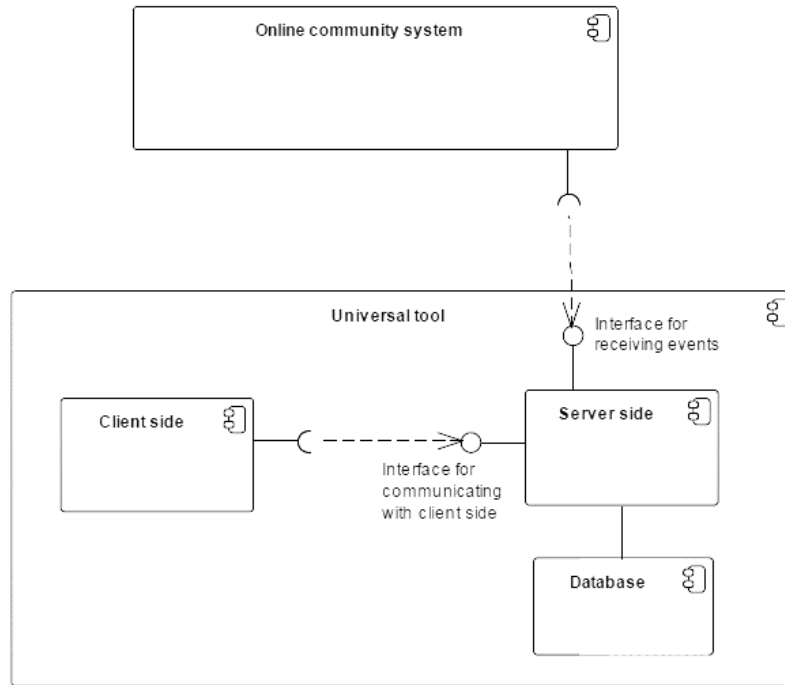 Online community system
Universal tool
Interface for
receiving events
Client side
Server side
Interface for
communicating
with client side
Database